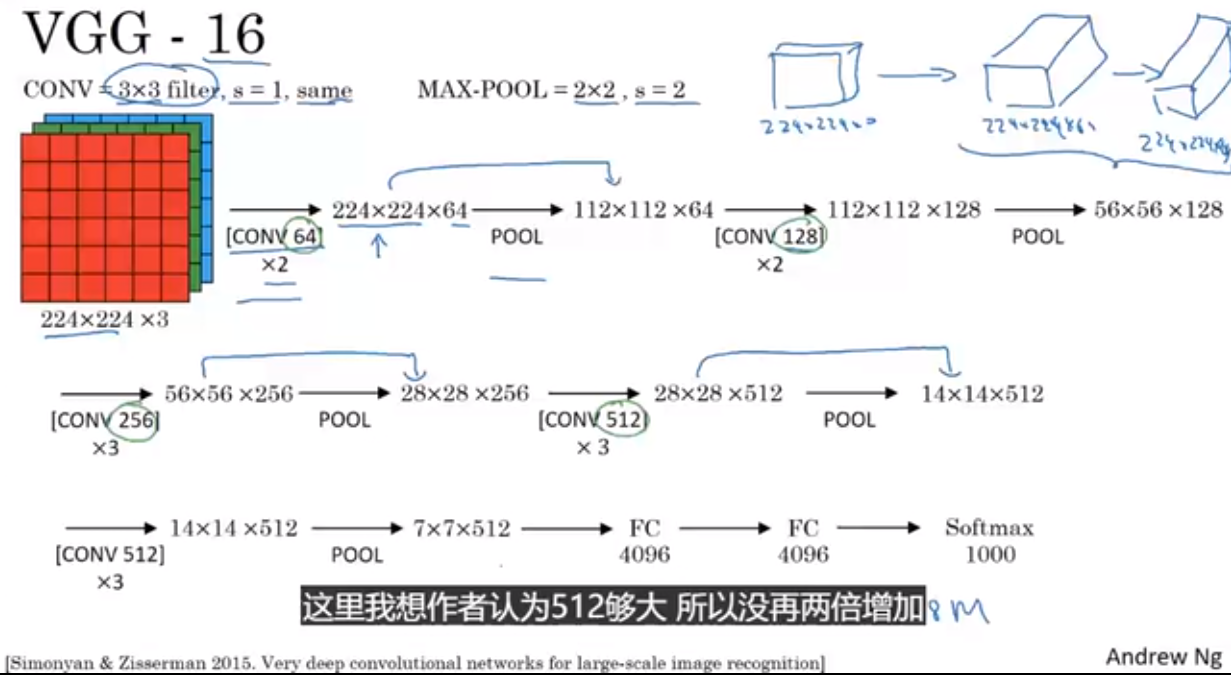 VGG - 16
CONV = 3×3 filter, s = 1, same
MAX-POOL = 2×2 , s = 2
224×224×3
224×224×64
224×224×64
112×112 ×64
112×112 ×128
56×56 ×128
[CONV 64]
×2
POOL
[CONV 128]
×2
POOL
224×224 ×3
56×56 ×256
28×28 ×256
28×28 ×512
14×14×512
[CONV 256]
×3
POOL
[CONV 512]
× 3
POOL
14×14 ×512
7×7×512
FC
4096
FC
4096
Softmax
1000
[CONV 512]
×3
POOL
这里我想作者认为512够大 所以没再两倍增加
8 M
[Simonyan & Zisserman 2015. Very deep convolutional networks for large-scale image recognition]
Andrew Ng